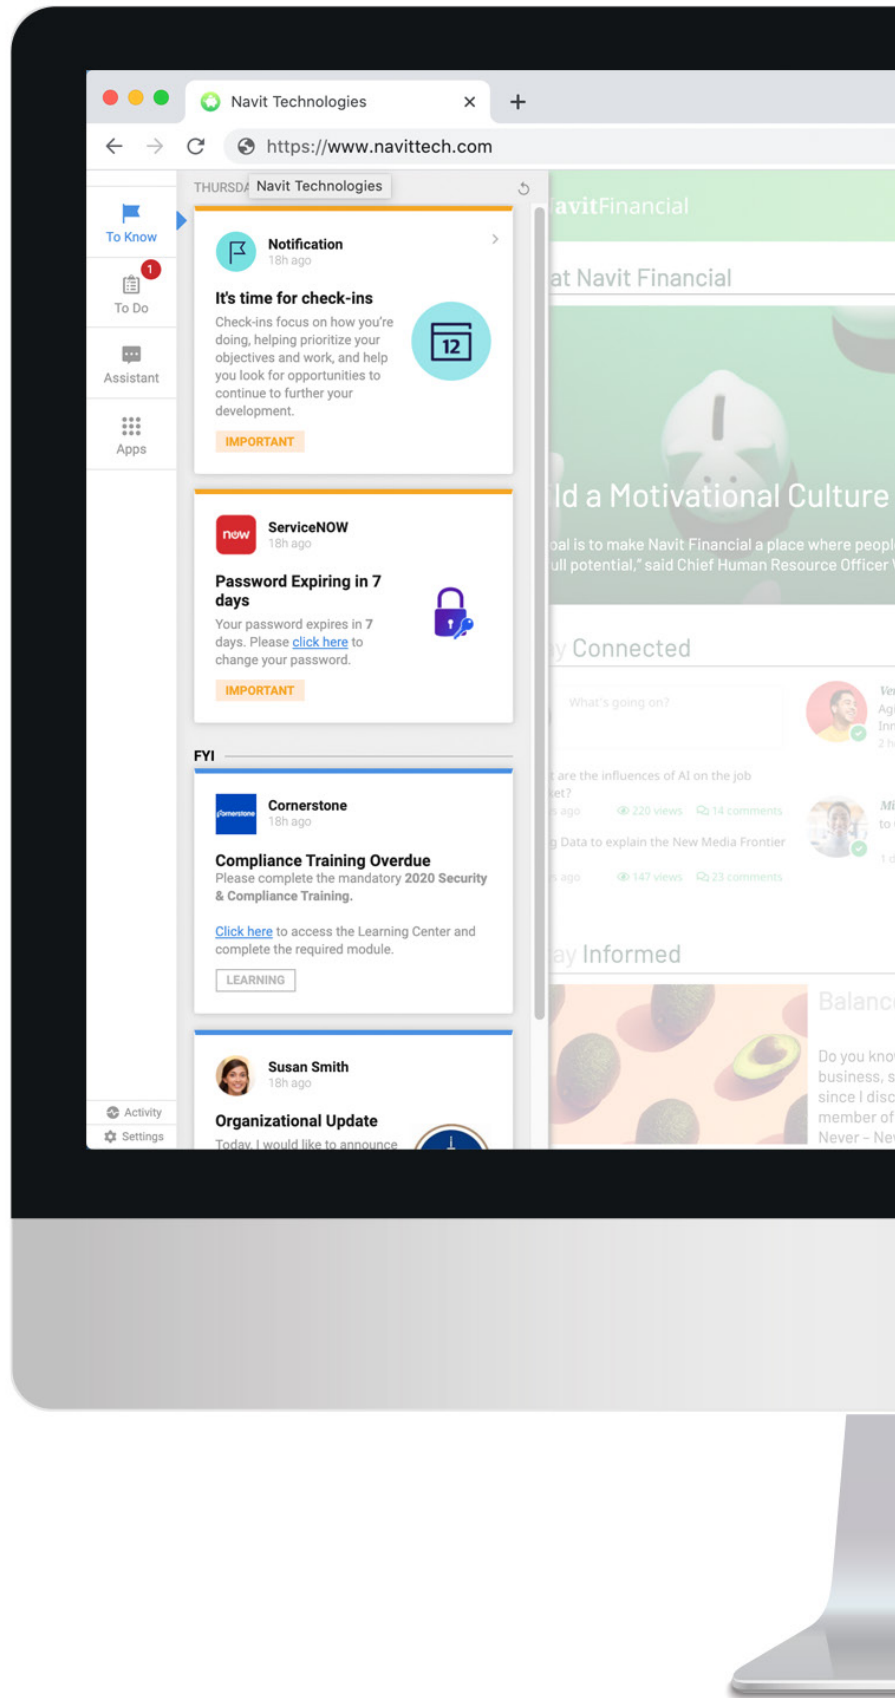 Navit Technologies
https://www.navittech.com
Navit Technologies
To Know
1
To Do
Assistant
Apps
Activity
Settings
Notification
18h ago
It's time for check-ins
Check-ins focus on how you're
doing, helping prioritize your
objectives and work, and help
you look for opportunities to
continue to further your
development.
12
IMPORTANT
now
ServiceNOW
18h ago
Password Expiring in 7
days
Your password expires in 7
days. Please click here to
change your password.
IMPORTANT
FYI
Cornerstone
Cornerstone
18h ago
Compliance Training Overdue
Please complete the mandatory 2020 Security
& Compliance Training.
Click here to access the Learning Center and
complete the required module.
LEARNING
Susan Smith
18h ago
Organizational Update
Today, I would like to announce
avitFinancial
at Navit Financial
ld a Motivational Culture
oal is to make Navit Financial a place where peopl
ull potential," said Chief Human Resource Officer
y Connected
What's going on?
t are the influences of AI on the job
ket?
s ago 220 views 14 comments
g Data to explain the New Media Frontier
s ago 147 views 23 comments
ay Informed
Balanc
Do you kno
business, s
since I disc
member of
Never – Ne